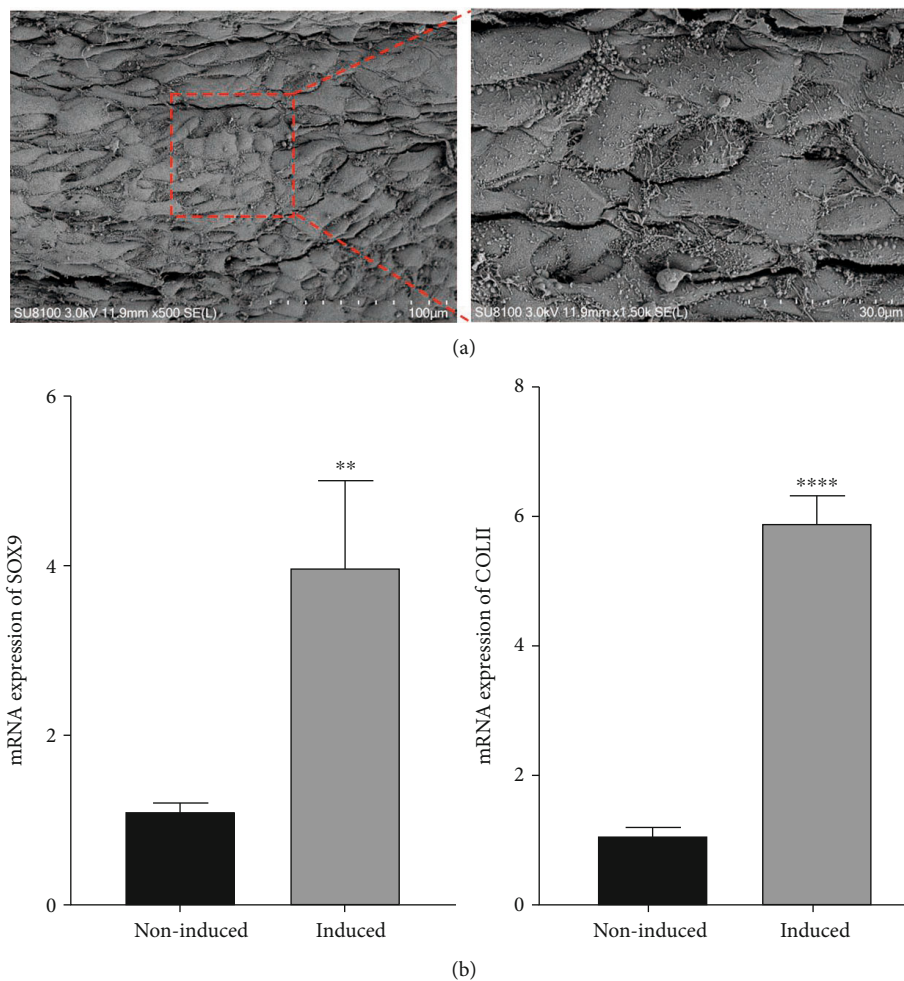 SU8100 3.0kV 11.9mm x500 SE(L)
100μm
SU8100 3.0kV 11.9mm x1.50k SE(L)
30.0μm
(a)
mRNA expression of SOX9
6
4
2
0
**
Non-induced
Induced
mRNA expression of COLII
8
6
4
2
0
****
Non-induced
Induced
(b)